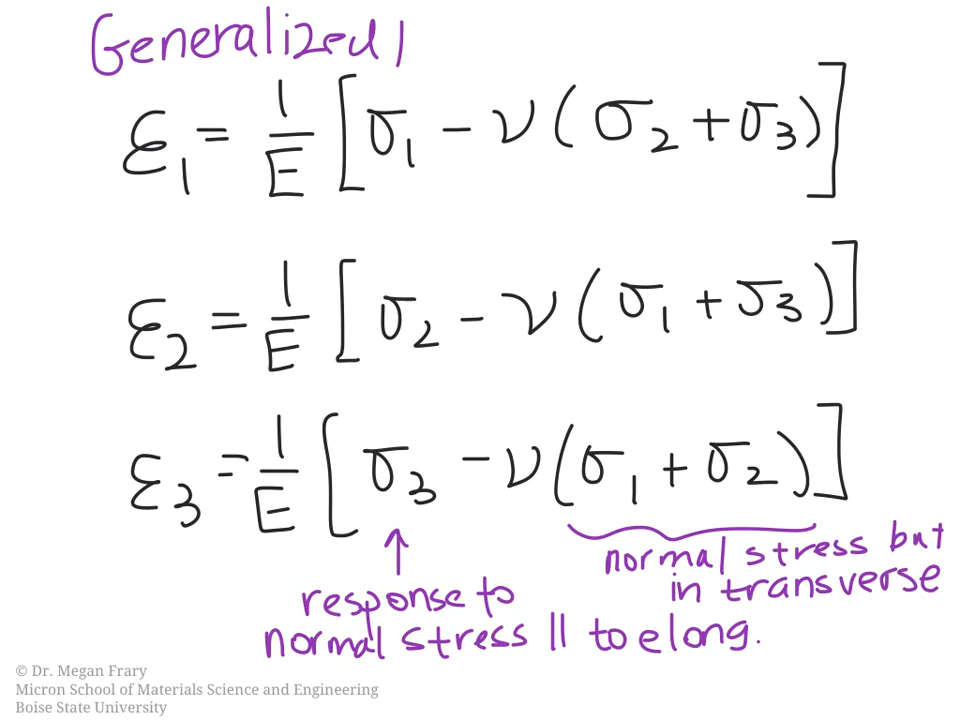 Generalized
ε₁ = 1/E [σ₁ - ν(σ₂ + σ₃)]
ε₂ = 1/E [σ₂ - ν(σ₁ + σ₃)]
ε₃ = 1/E [σ₃ - ν(σ₁ + σ₂)]
normal stress but
in transverse
response to
normal stress || to elong.
© Dr. Megan Frary
Micron School of Materials Science and Engineering
Boise State University